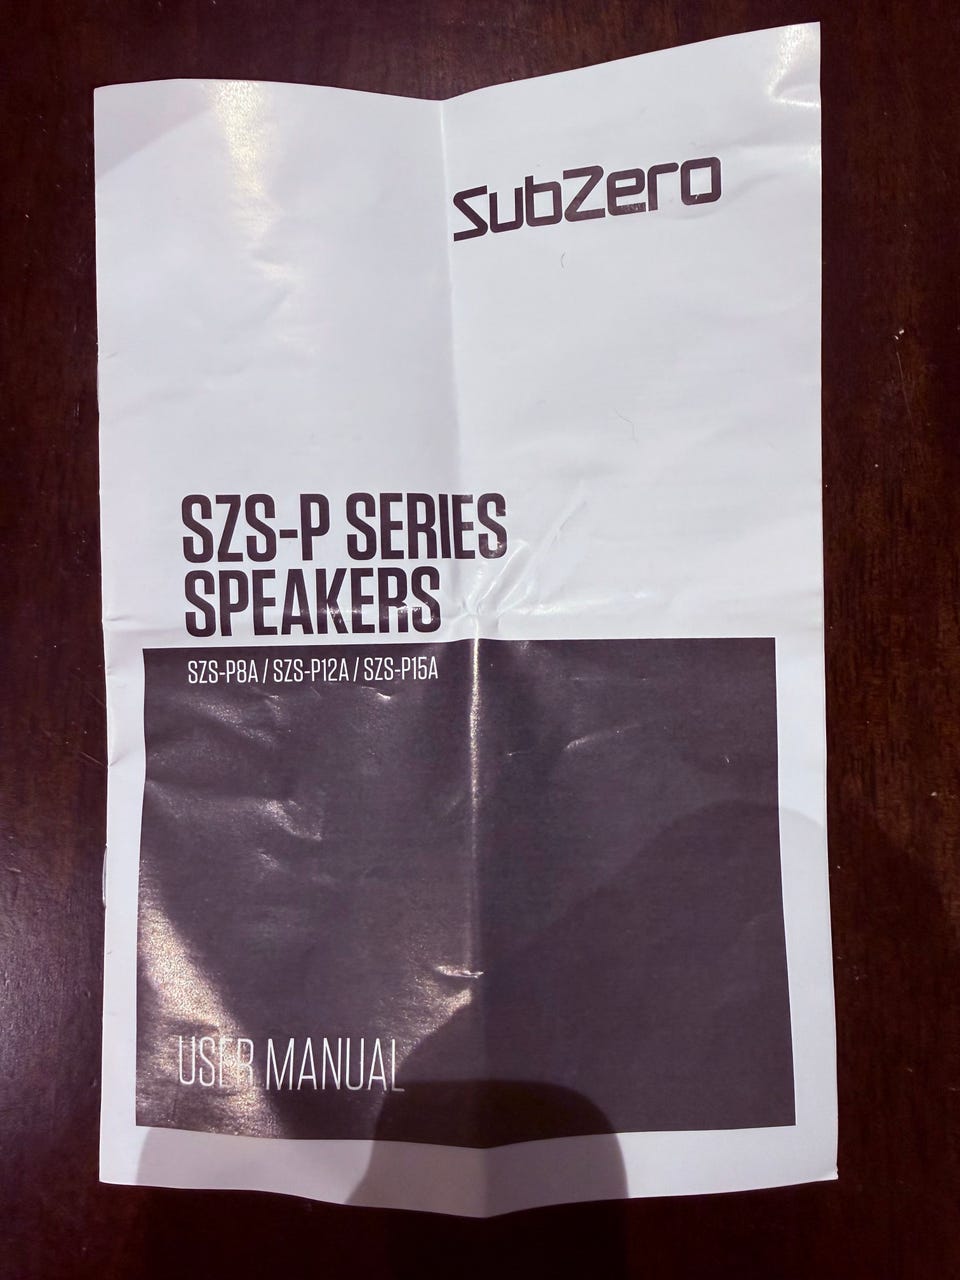 SubZero
SZS-P SERIES
SPEAKERS
SZS-P8A / SZS-P12A / SZS-P15A
USER MANUAL